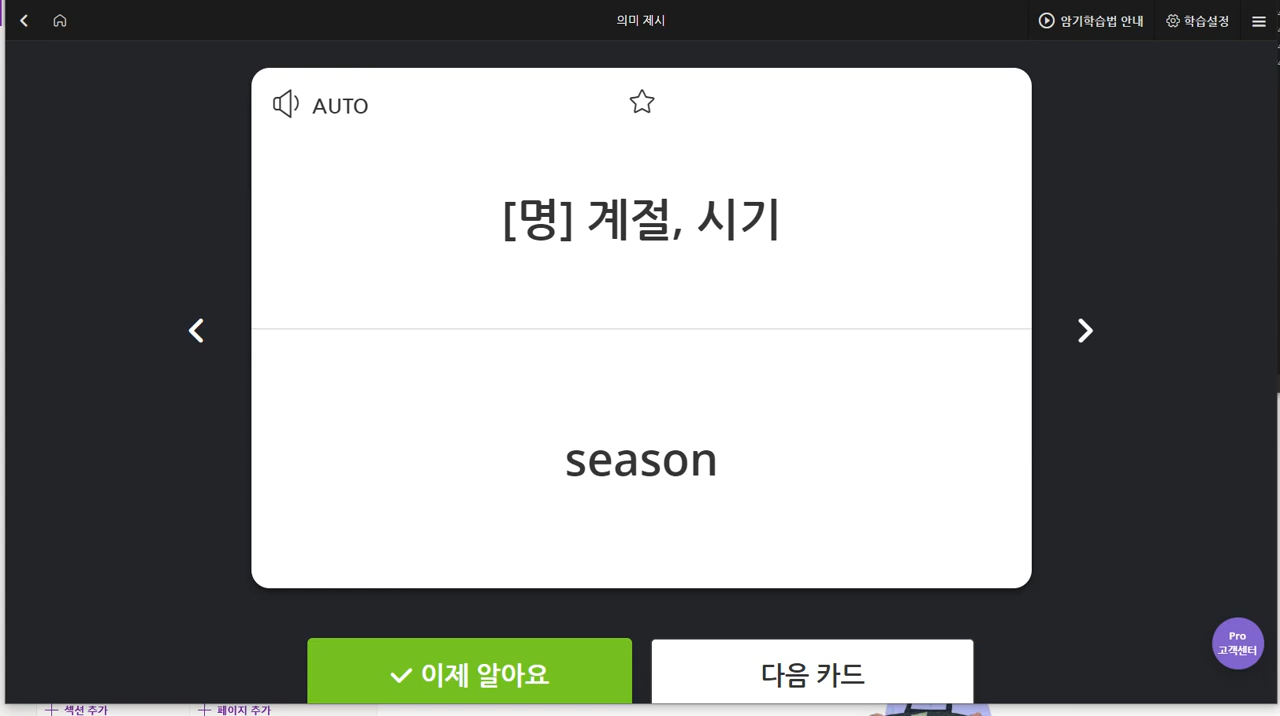 의미 제시
암기학습법 안내
학습설정
AUTO
[명] 계절, 시기
season
이제 알아요
다음 카드
Pro
고객센터
섹션 추가
페이지 추가